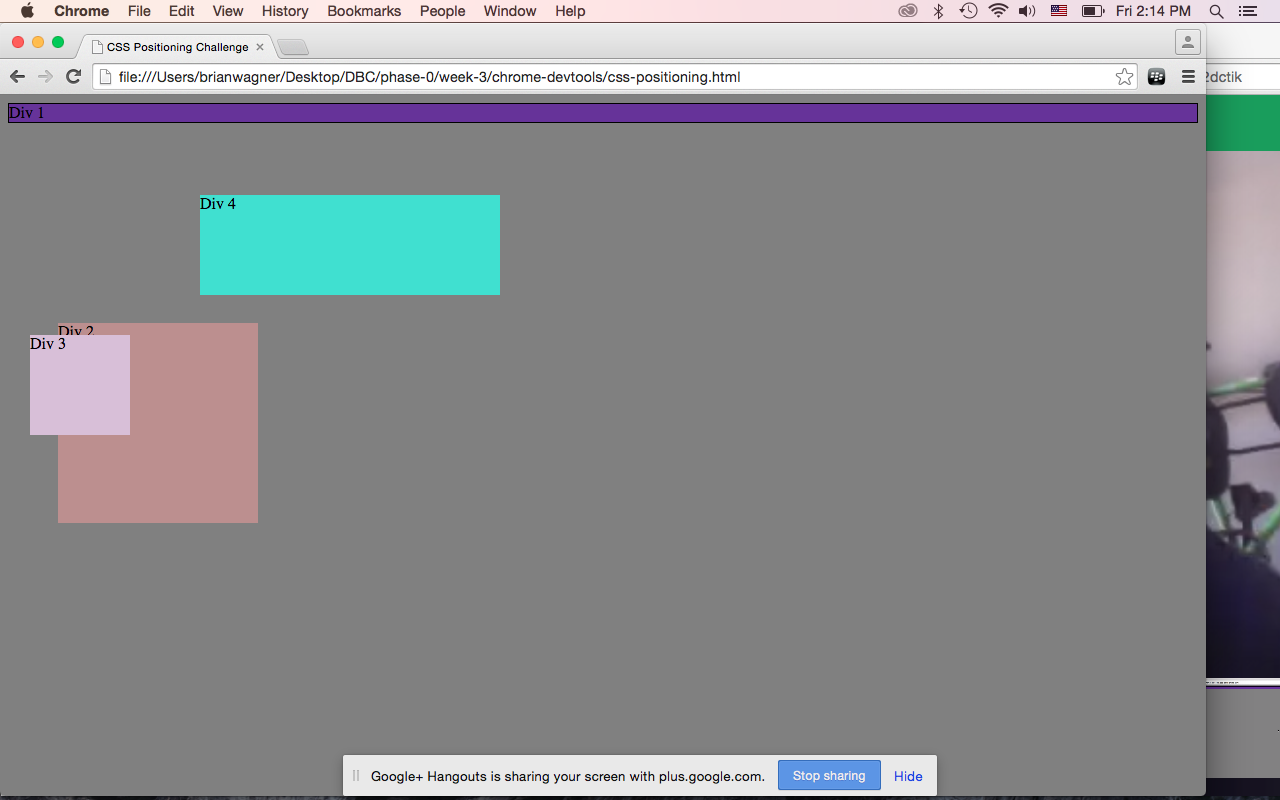 Chrome File Edit View History Bookmarks People Window Help Fri 2:14 PM
CSS Positioning Challenge
file:///Users/brianwagner/Desktop/DBC/phase-0/week-3/chrome-devtools/css-positioning.html
2dctik
Div 1
Div 4
Div 2
Div 3
Google+ Hangouts is sharing your screen with plus.google.com. Stop sharing Hide